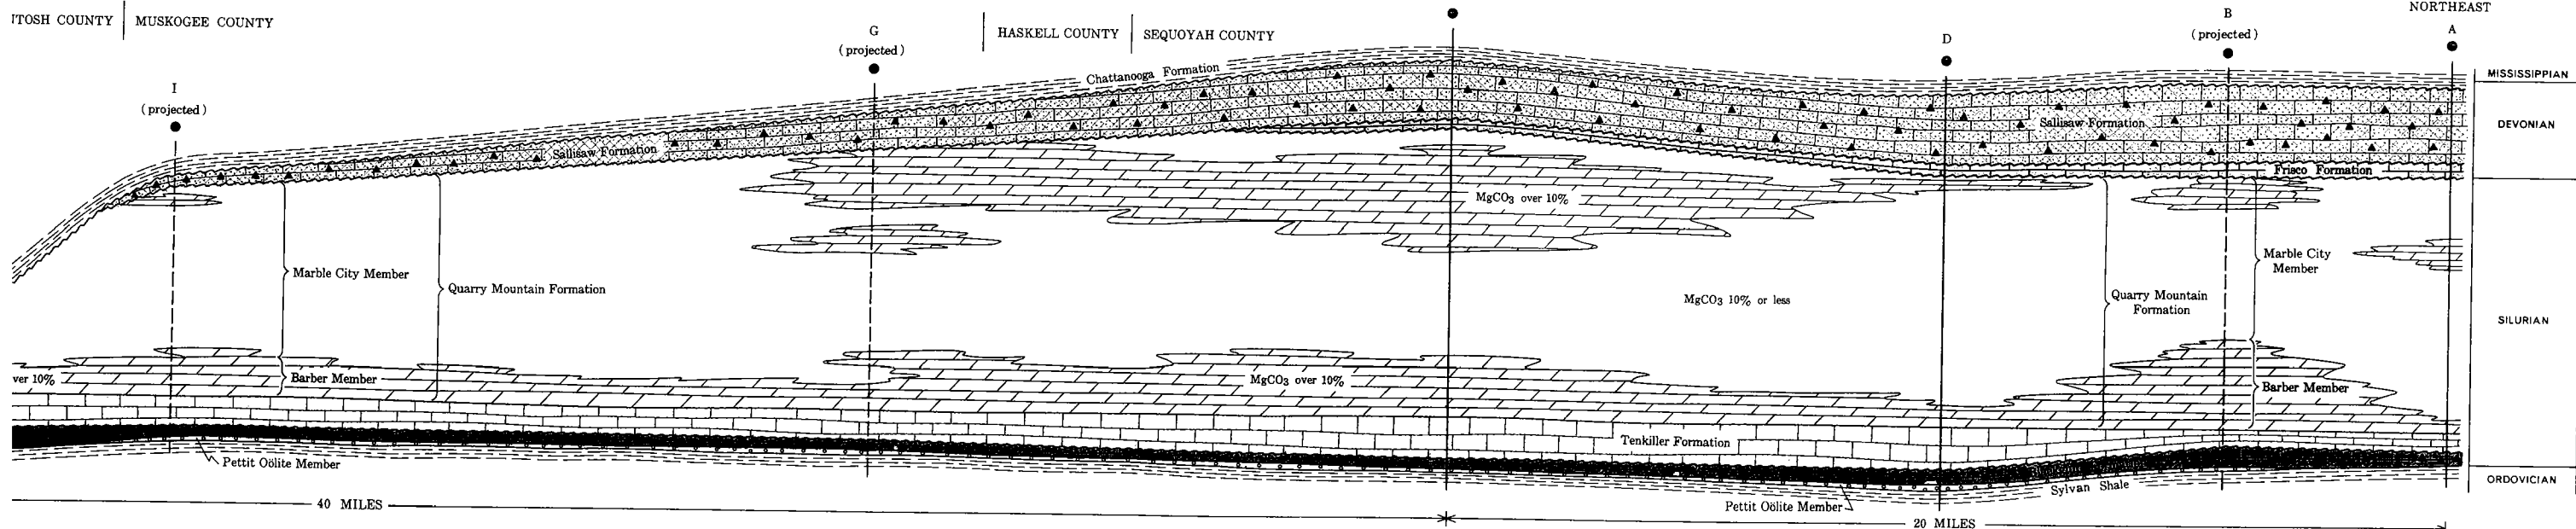 ITOSH COUNTY
MUSKOGEE COUNTY
HASKELL COUNTY
SEQUOYAH COUNTY
NORTHEAST
I
(projected)
G
(projected)
D
B
(projected)
A
Chattanooga Formation
Sallisaw Formation
Sallisaw Formation
Frisco Formation
MISSISSIPPIAN
DEVONIAN
SILURIAN
ORDOVICIAN
MgCO3 over 10%
Marble City Member
Quarry Mountain Formation
MgCO3 10% or less
Marble City
Member
Quarry Mountain
Formation
ver 10%
Barber Member
MgCO3 over 10%
Barber Member
Tenkiller Formation
Pettit Oölite Member
Sylvan Shale
Pettit Oölite Member
40 MILES
20 MILES